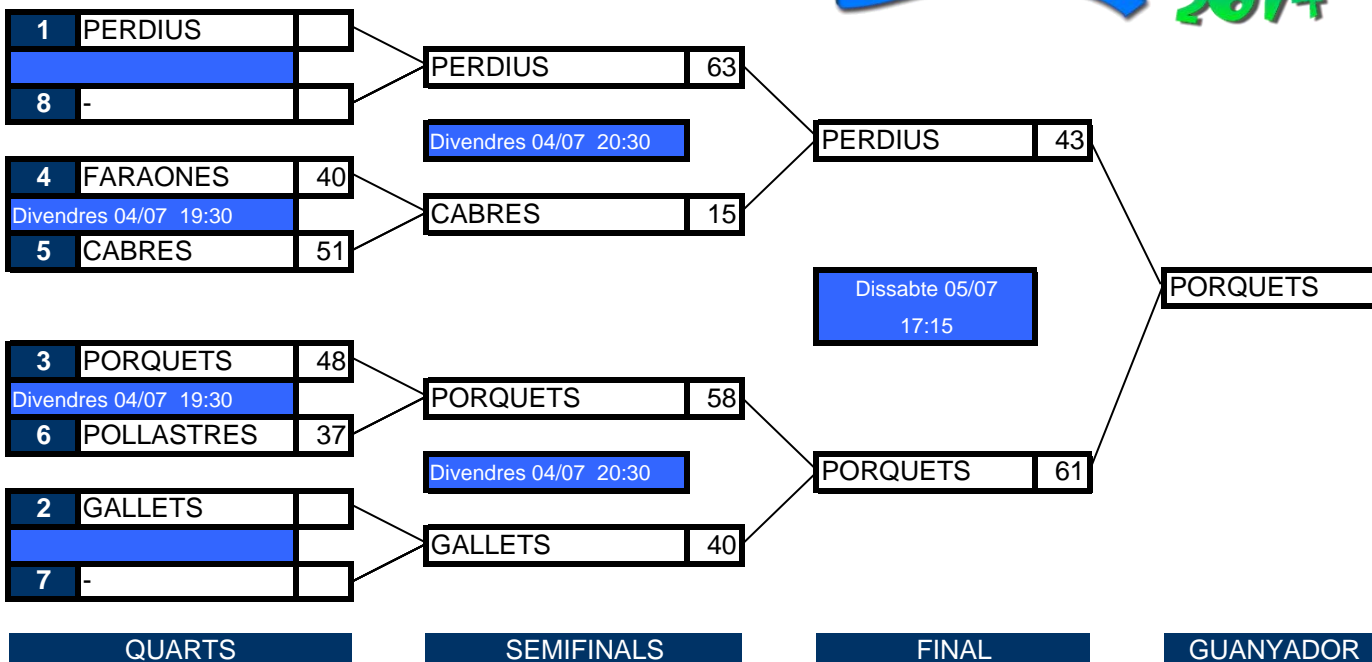 2014
1 PERDIUS
8 -
4 FARAONES 40
Divendres 04/07 19:30
5 CABRES 51
3 PORQUETS 48
Divendres 04/07 19:30
6 POLLASTRES 37
2 GALLETS
7 -
PERDIUS 63
Divendres 04/07 20:30
CABRES 15
PORQUETS 58
Divendres 04/07 20:30
GALLETS 40
PERDIUS 43
Dissabte 05/07
17:15
PORQUETS 61
PORQUETS
QUARTS SEMIFINALS FINAL GUANYADOR